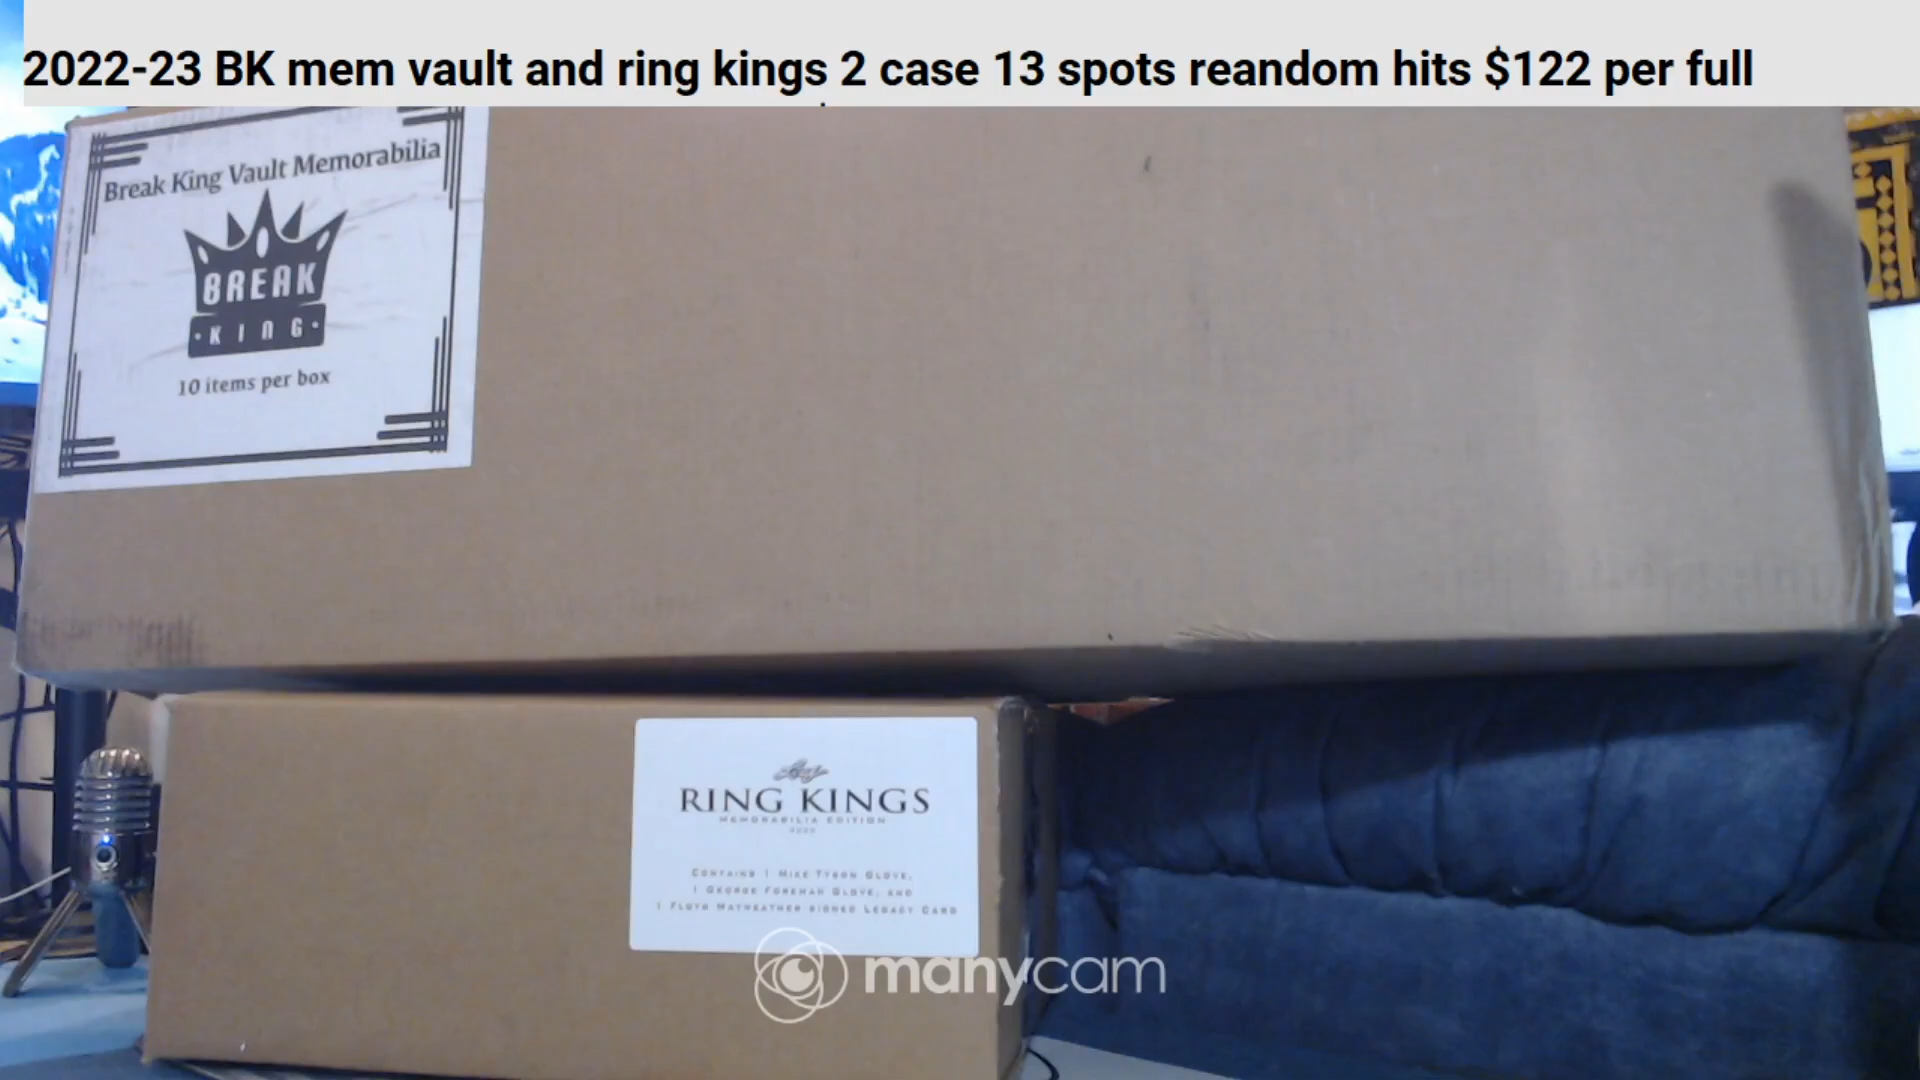 2022-23 BK mem vault and ring kings 2 case 13 spots reandom hits $122 per full
Break King Vault Memorabilia
BREAK
KING
10 items per box
Leaf
RING KINGS
MEMORABILIA EDITION
CONTAINS 1 MIKE TYSON GLOVE,
1 GEORGE FOREMAN GLOVE, AND
1 FLOYD MAYWEATHER SIGNED LEGACY CARD
manycam